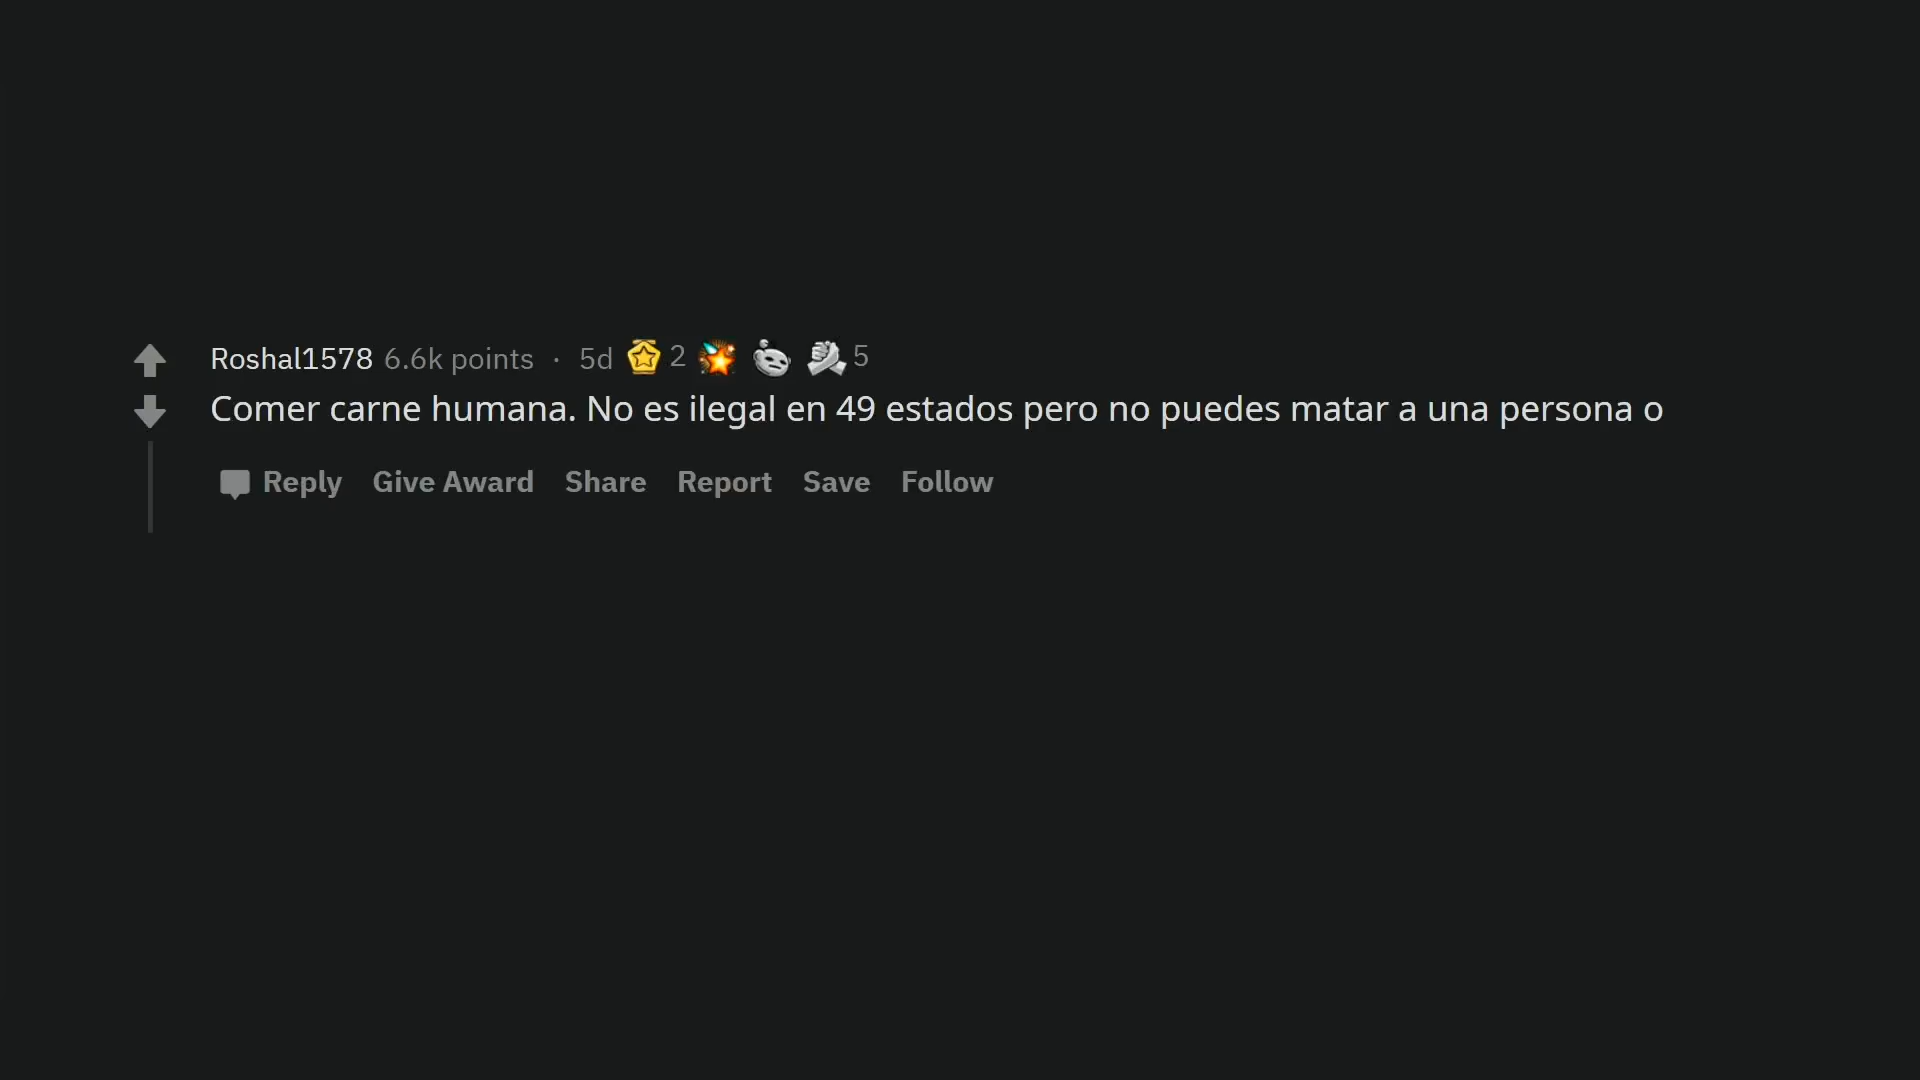 Roshal1578 6.6k points · 5d 2 5
Comer carne humana. No es ilegal en 49 estados pero no puedes matar a una persona o
Reply Give Award Share Report Save Follow